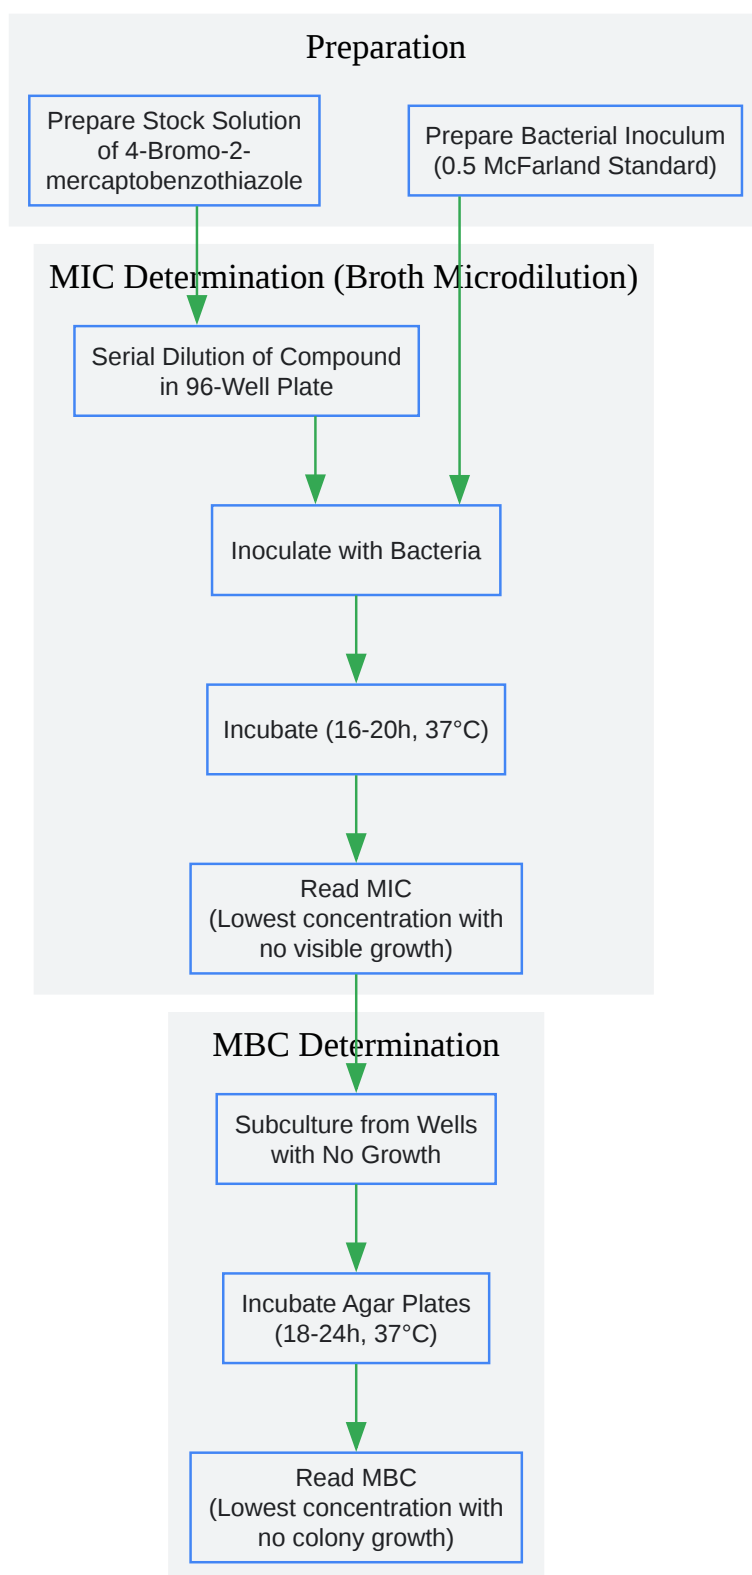 Preparation
Prepare Stock Solution
of 4-Bromo-2-
mercaptobenzothiazole
Prepare Bacterial Inoculum
(0.5 McFarland Standard)
MIC Determination (Broth Microdilution)
Serial Dilution of Compound
in 96-Well Plate
Inoculate with Bacteria
Incubate (16-20h, 37°C)
Read MIC
(Lowest concentration with
no visible growth)
MBC Determination
Subculture from Wells
with No Growth
Incubate Agar Plates
(18-24h, 37°C)
Read MBC
(Lowest concentration with
no colony growth)